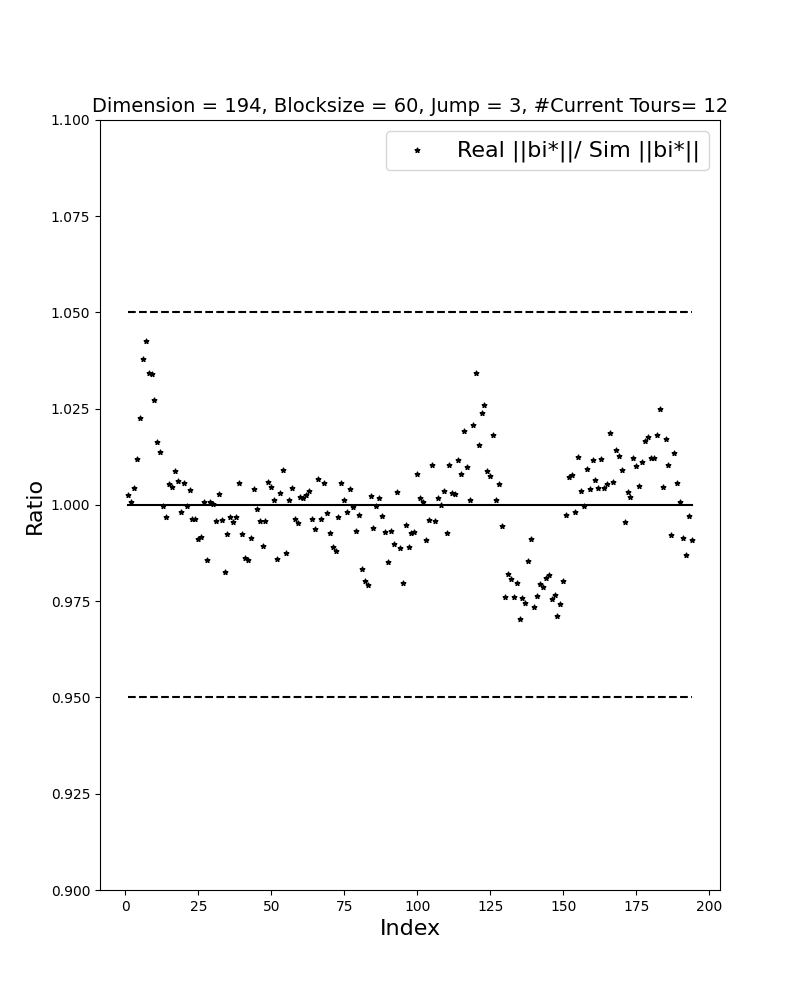 Dimension = 194, Blocksize = 60, Jump = 3, #Current Tours= 12
Real ||bi*||/ Sim ||bi*||
1.100
1.075
1.050
1.025
1.000
0.975
0.950
0.925
0.900
Ratio
0 25 50 75 100 125 150 175 200
Index